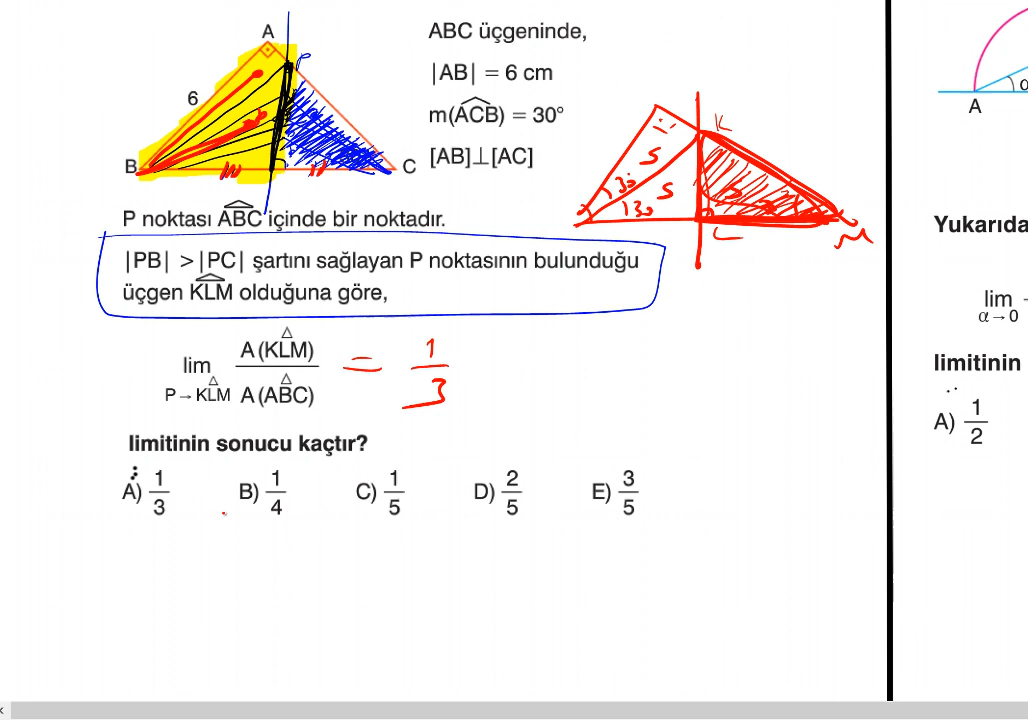 A
6
B
C
ABC üçgeninde,
|AB| = 6 cm
m(ACB) = 30°
[AB]⊥[AC]
P noktası ABC içinde bir noktadır.
|PB| > |PC| şartını sağlayan P noktasının bulunduğu
üçgen KLM olduğuna göre,
lim P→KLM A(KLM) / A(ABC) = 1/3
limitinin sonucu kaçtır?
A) 1/3 B) 1/4 C) 1/5 D) 2/5 E) 3/5
K
S
30
S
30
L
M
A
α
Yukarıda
lim
α→0
limitinin
A) 1/2